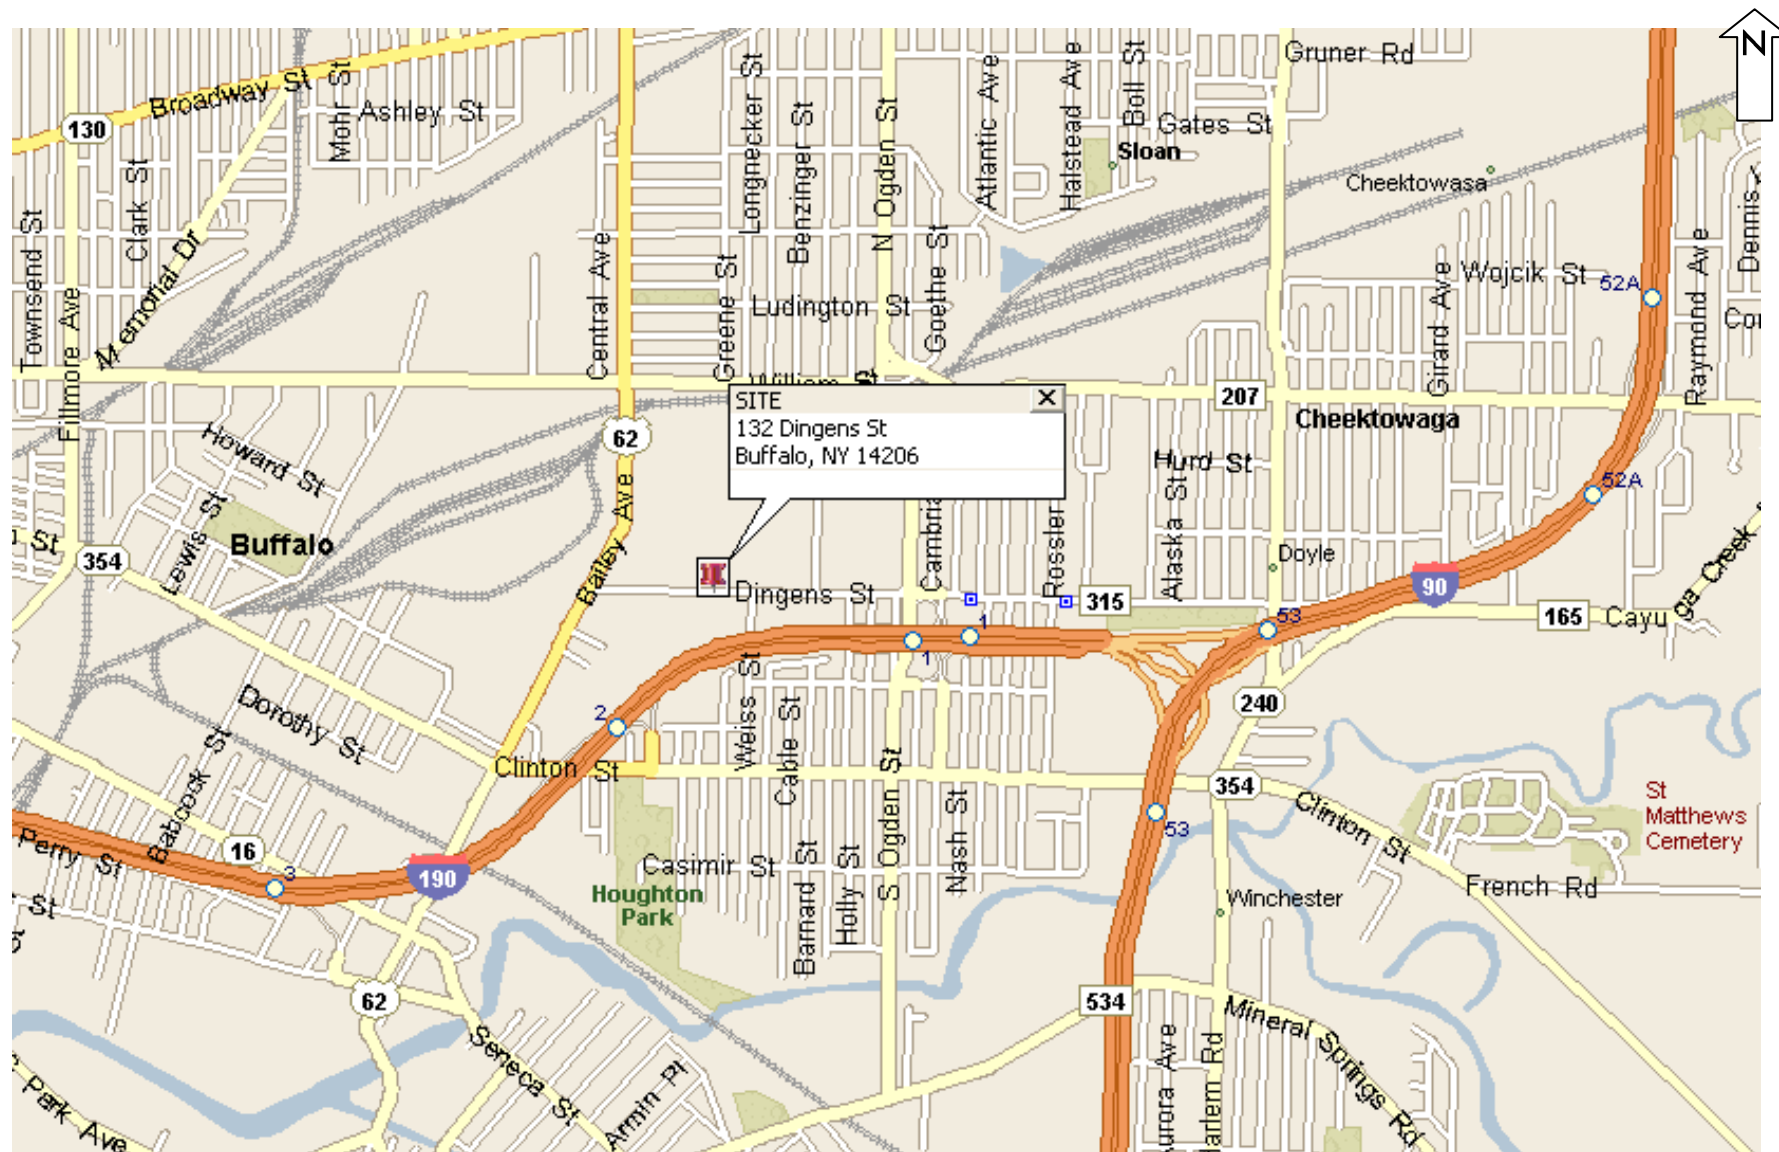 N
Gruner Rd
Broadway St
Mohr St
Ashley St
130
Longnecker St
Benzinger St
N Ogden St
Atlantic Ave
Halstead Ave
Boll St
Gates St
Sloan
Cheektowasa
Clark St
Townsend St
Memorial Dr
Fillmore Ave
Central Ave
Greene St
Ludington St
Goethe St
Girard Ave
Wojcik St
52A
Raymond Ave
Dennis
William St
SITE
132 Dingens St
Buffalo, NY 14206
207
Cheektowaga
62
Howard St
Hurd St
52A
Lewis St
Buffalo
354
Bailey Ave
Rossler
Alaska St
Doyle
90
Dingens St
315
53
165
Cayuga Creek
1
1
2
Weiss St
Cable St
240
Dorothy St
Babcock St
Clinton St
S Ogden St
Nash St
354
Clinton St
St
Matthews
Cemetery
53
Perry St
16
3
190
Casimir St
Houghton
Park
Barnard St
Holly St
French Rd
Winchester
St
62
534
Mineral Springs Rd
Seneca St
Armin Pl
Harlem Rd
Park Ave